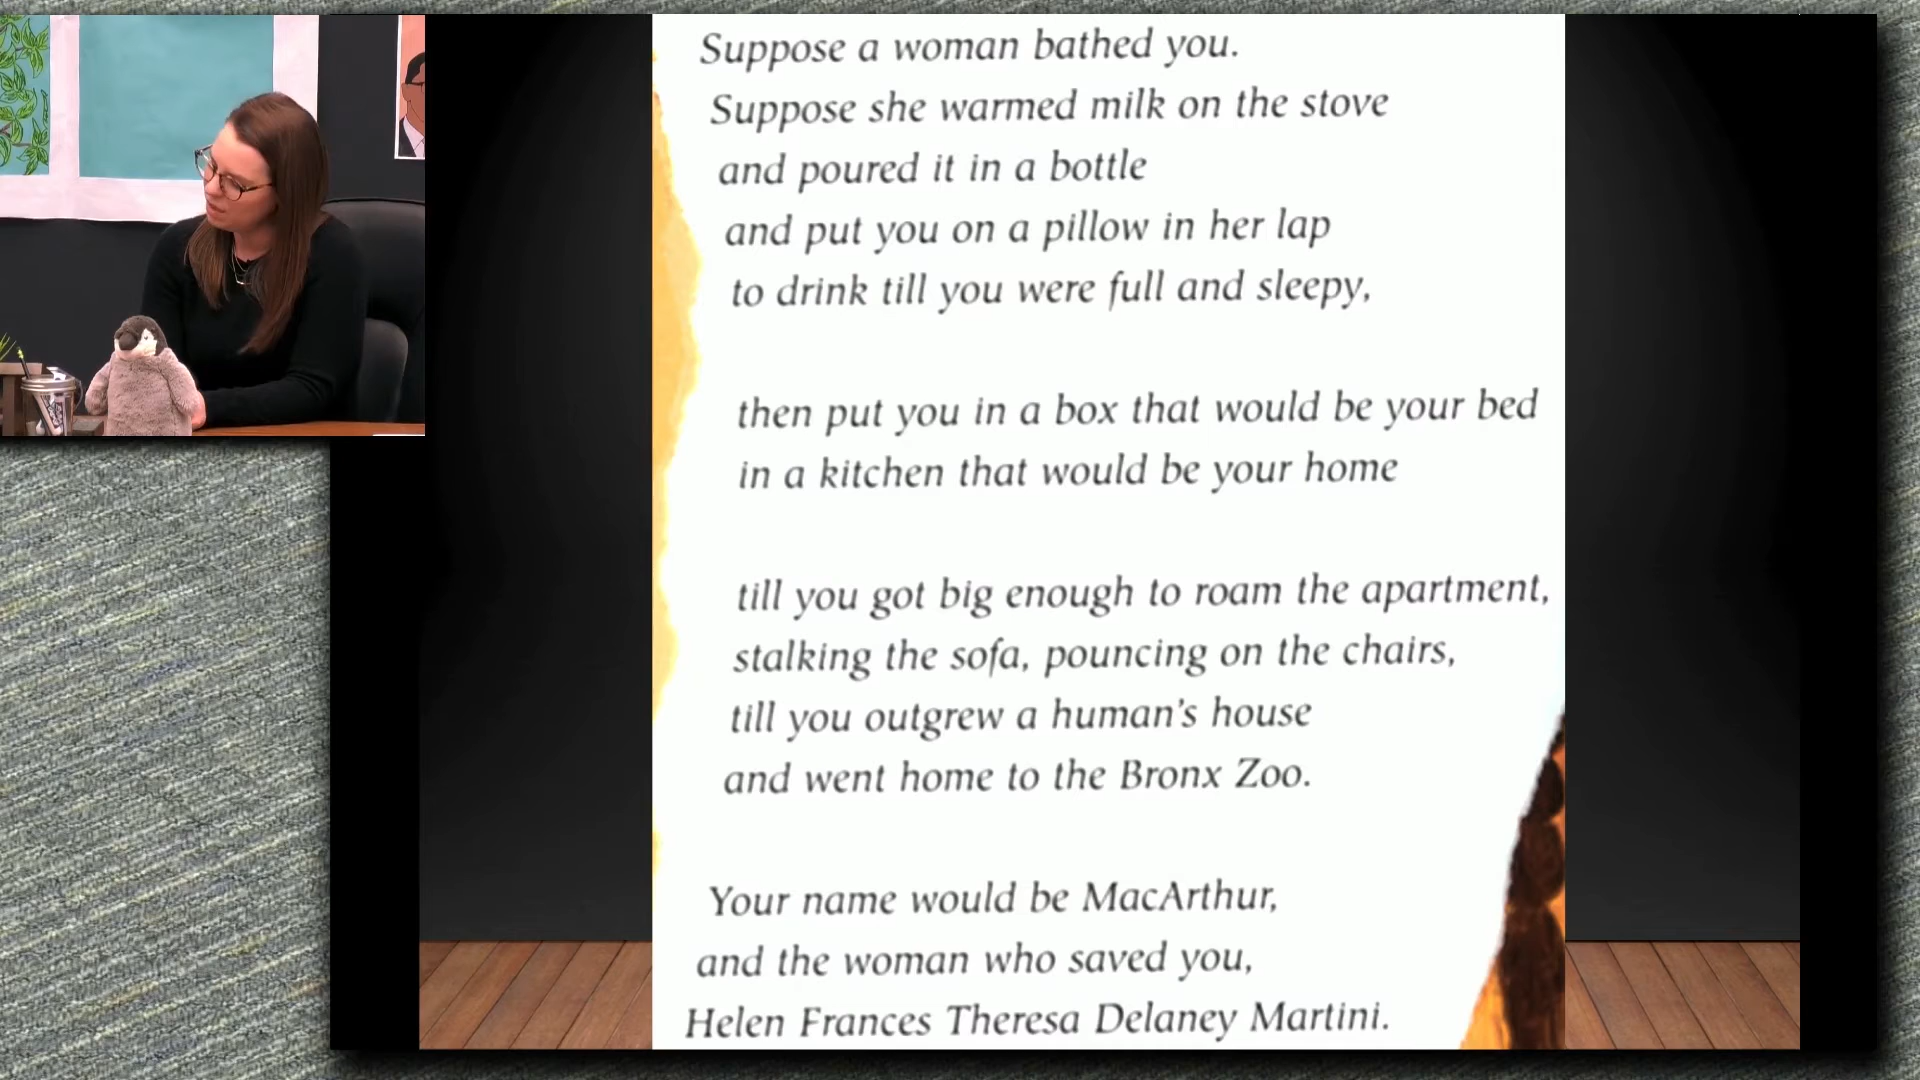 Suppose a woman bathed you.
Suppose she warmed milk on the stove
and poured it in a bottle
and put you on a pillow in her lap
to drink till you were full and sleepy,
then put you in a box that would be your bed
in a kitchen that would be your home
till you got big enough to roam the apartment,
stalking the sofa, pouncing on the chairs,
till you outgrew a human's house
and went home to the Bronx Zoo.
Your name would be MacArthur,
and the woman who saved you,
Helen Frances Theresa Delaney Martini.